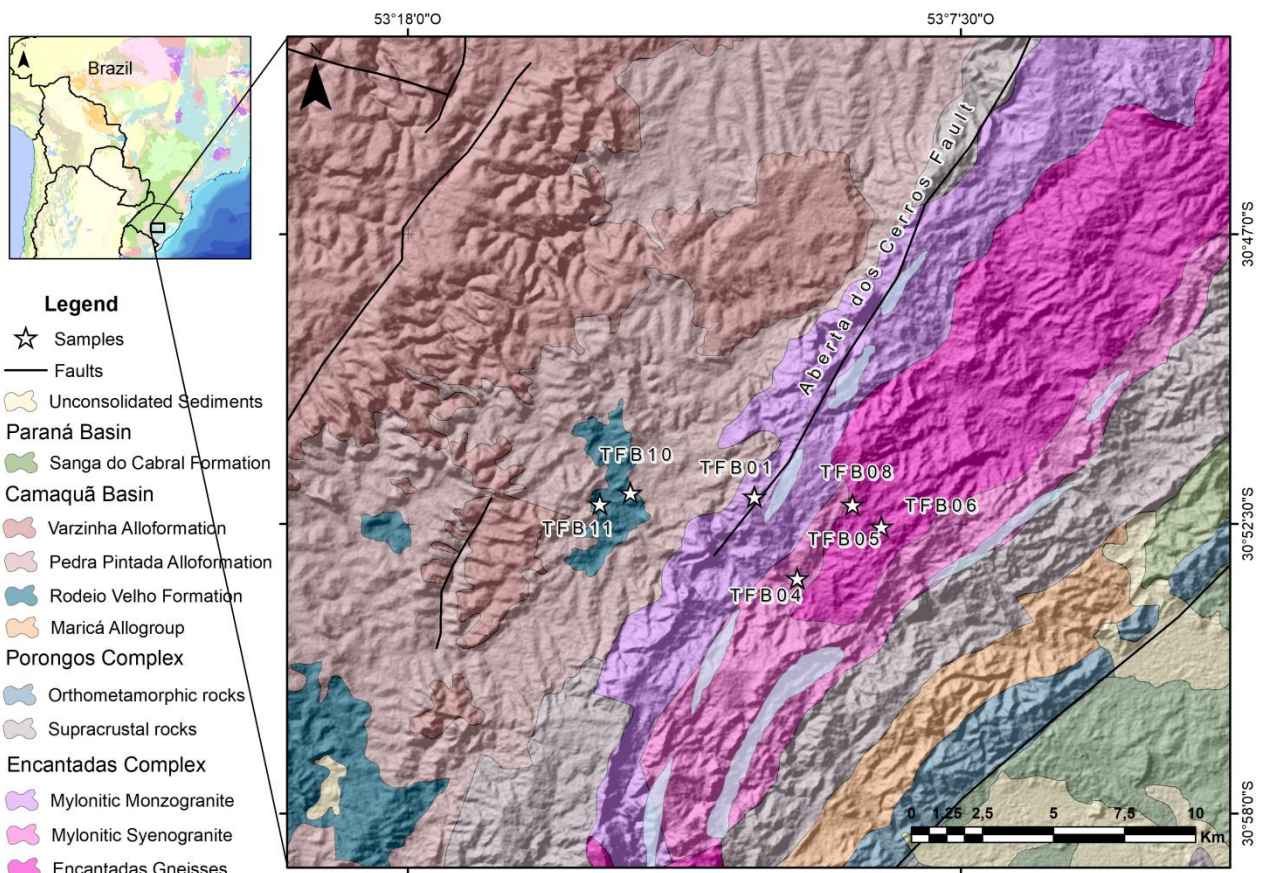 53°18'0"O
53°7'30"O
N
Brazil
N
Aberta dos Cerros Fault
30°47'0"S
Legend
Samples
Faults
Unconsolidated Sediments
Paraná Basin
Sanga do Cabral Formation
Camaquã Basin
Varzinha Alloformation
Pedra Pintada Alloformation
Rodeio Velho Formation
Maricá Allogroup
Porongos Complex
Orthometamorphic rocks
Supracrustal rocks
Encantadas Complex
Mylonitic Monzogranite
Mylonitic Syenogranite
Encantadas Gneisses
TFB10
TFB01
TFB08
TFB11
TFB05
TFB06
TFB04
30°52'30"S
30°58'0"S
0 1,25 2,5 5 7,5 10
Km